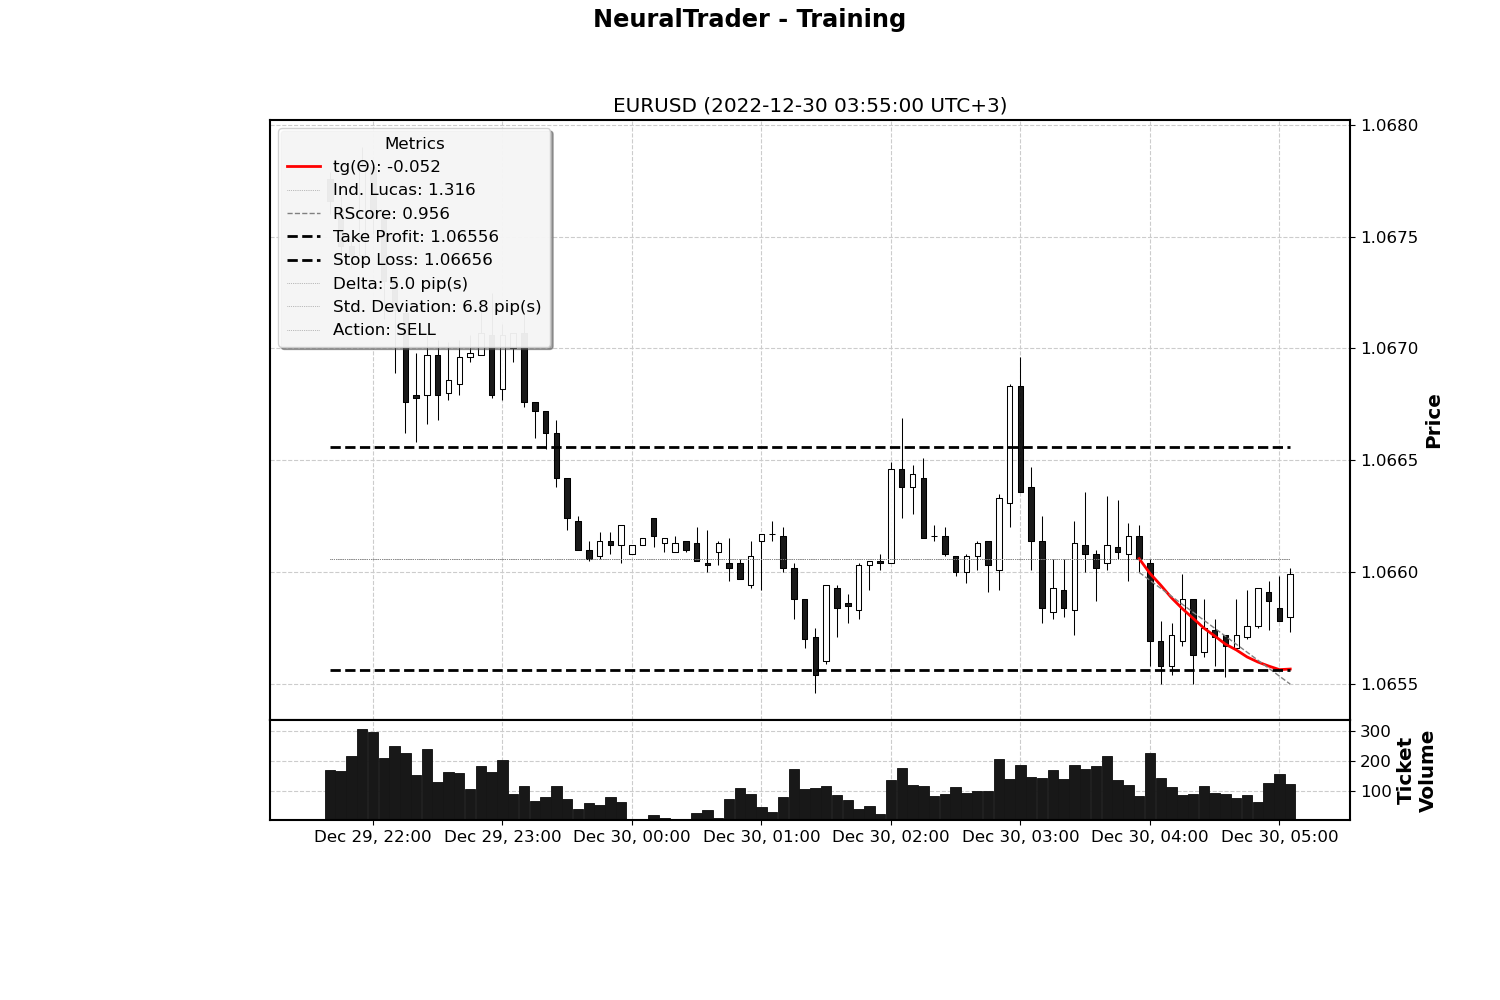 NeuralTrader - Training
EURUSD (2022-12-30 03:55:00 UTC+3)
Metrics
tg(Θ): -0.052
Ind. Lucas: 1.316
RScore: 0.956
Take Profit: 1.06556
Stop Loss: 1.06656
Delta: 5.0 pip(s)
Std. Deviation: 6.8 pip(s)
Action: SELL
1.0680
1.0675
1.0670
1.0665
1.0660
1.0655
Price
300
200
100
Ticket
Volume
Dec 29, 22:00 Dec 29, 23:00 Dec 30, 00:00 Dec 30, 01:00 Dec 30, 02:00 Dec 30, 03:00 Dec 30, 04:00 Dec 30, 05:00